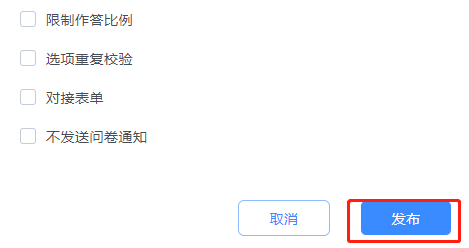 限制作答比例
选项重复校验
对接表单
不发送问卷通知
取消 发布